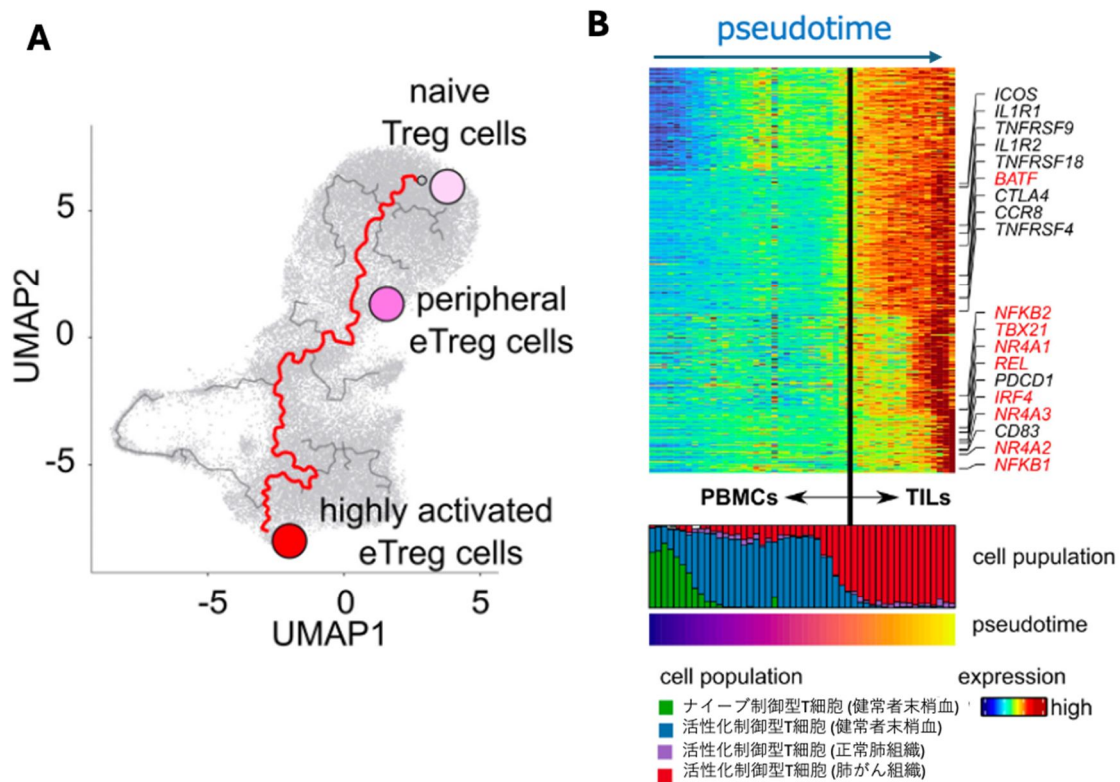 A
naive
Treg cells
peripheral
eTreg cells
highly activated
eTreg cells
UMAP2
5
0
-5
-5
0
5
UMAP1
B
pseudotime
ICOS
IL1R1
TNFRSF9
IL1R2
TNFRSF18
BATF
CTLA4
CCR8
TNFRSF4
NFKB2
TBX21
NR4A1
REL
PDCD1
IRF4
NR4A3
CD83
NR4A2
NFKB1
PBMCs
TILs
cell pupulation
pseudotime
cell population
ナイーブ制御型T細胞 (健常者末梢血)
活性化制御型T細胞 (健常者末梢血)
活性化制御型T細胞 (正常肺組織)
活性化制御型T細胞 (肺がん組織)
expression
high